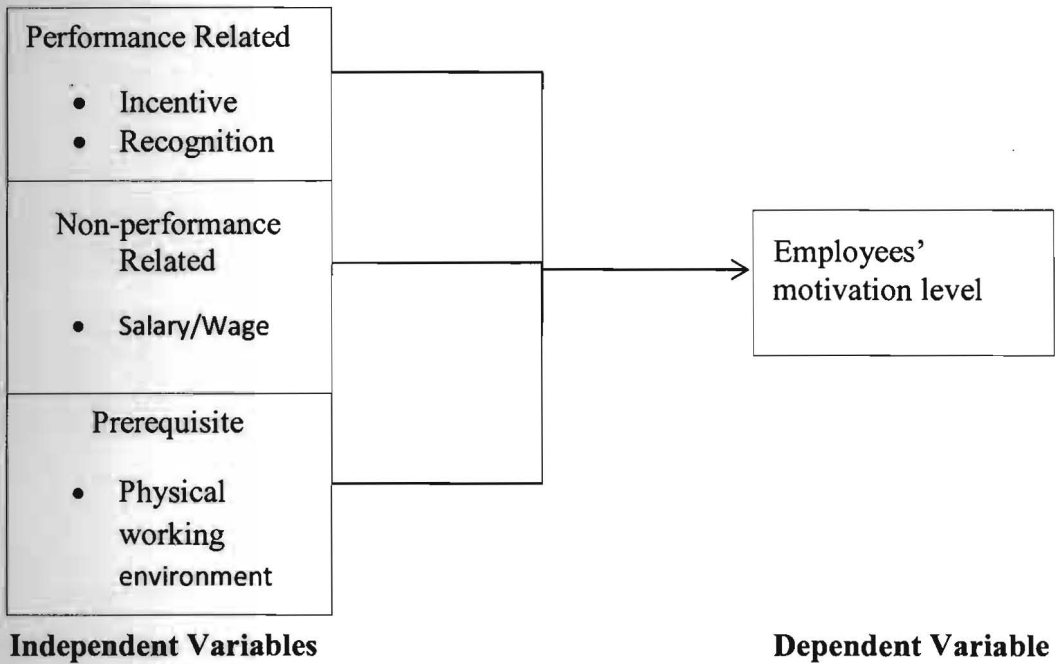 Performance Related
• Incentive
• Recognition
Non-performance
Related
• Salary/Wage
Prerequisite
• Physical
working
environment
Employees'
motivation level
Independent Variables
Dependent Variable